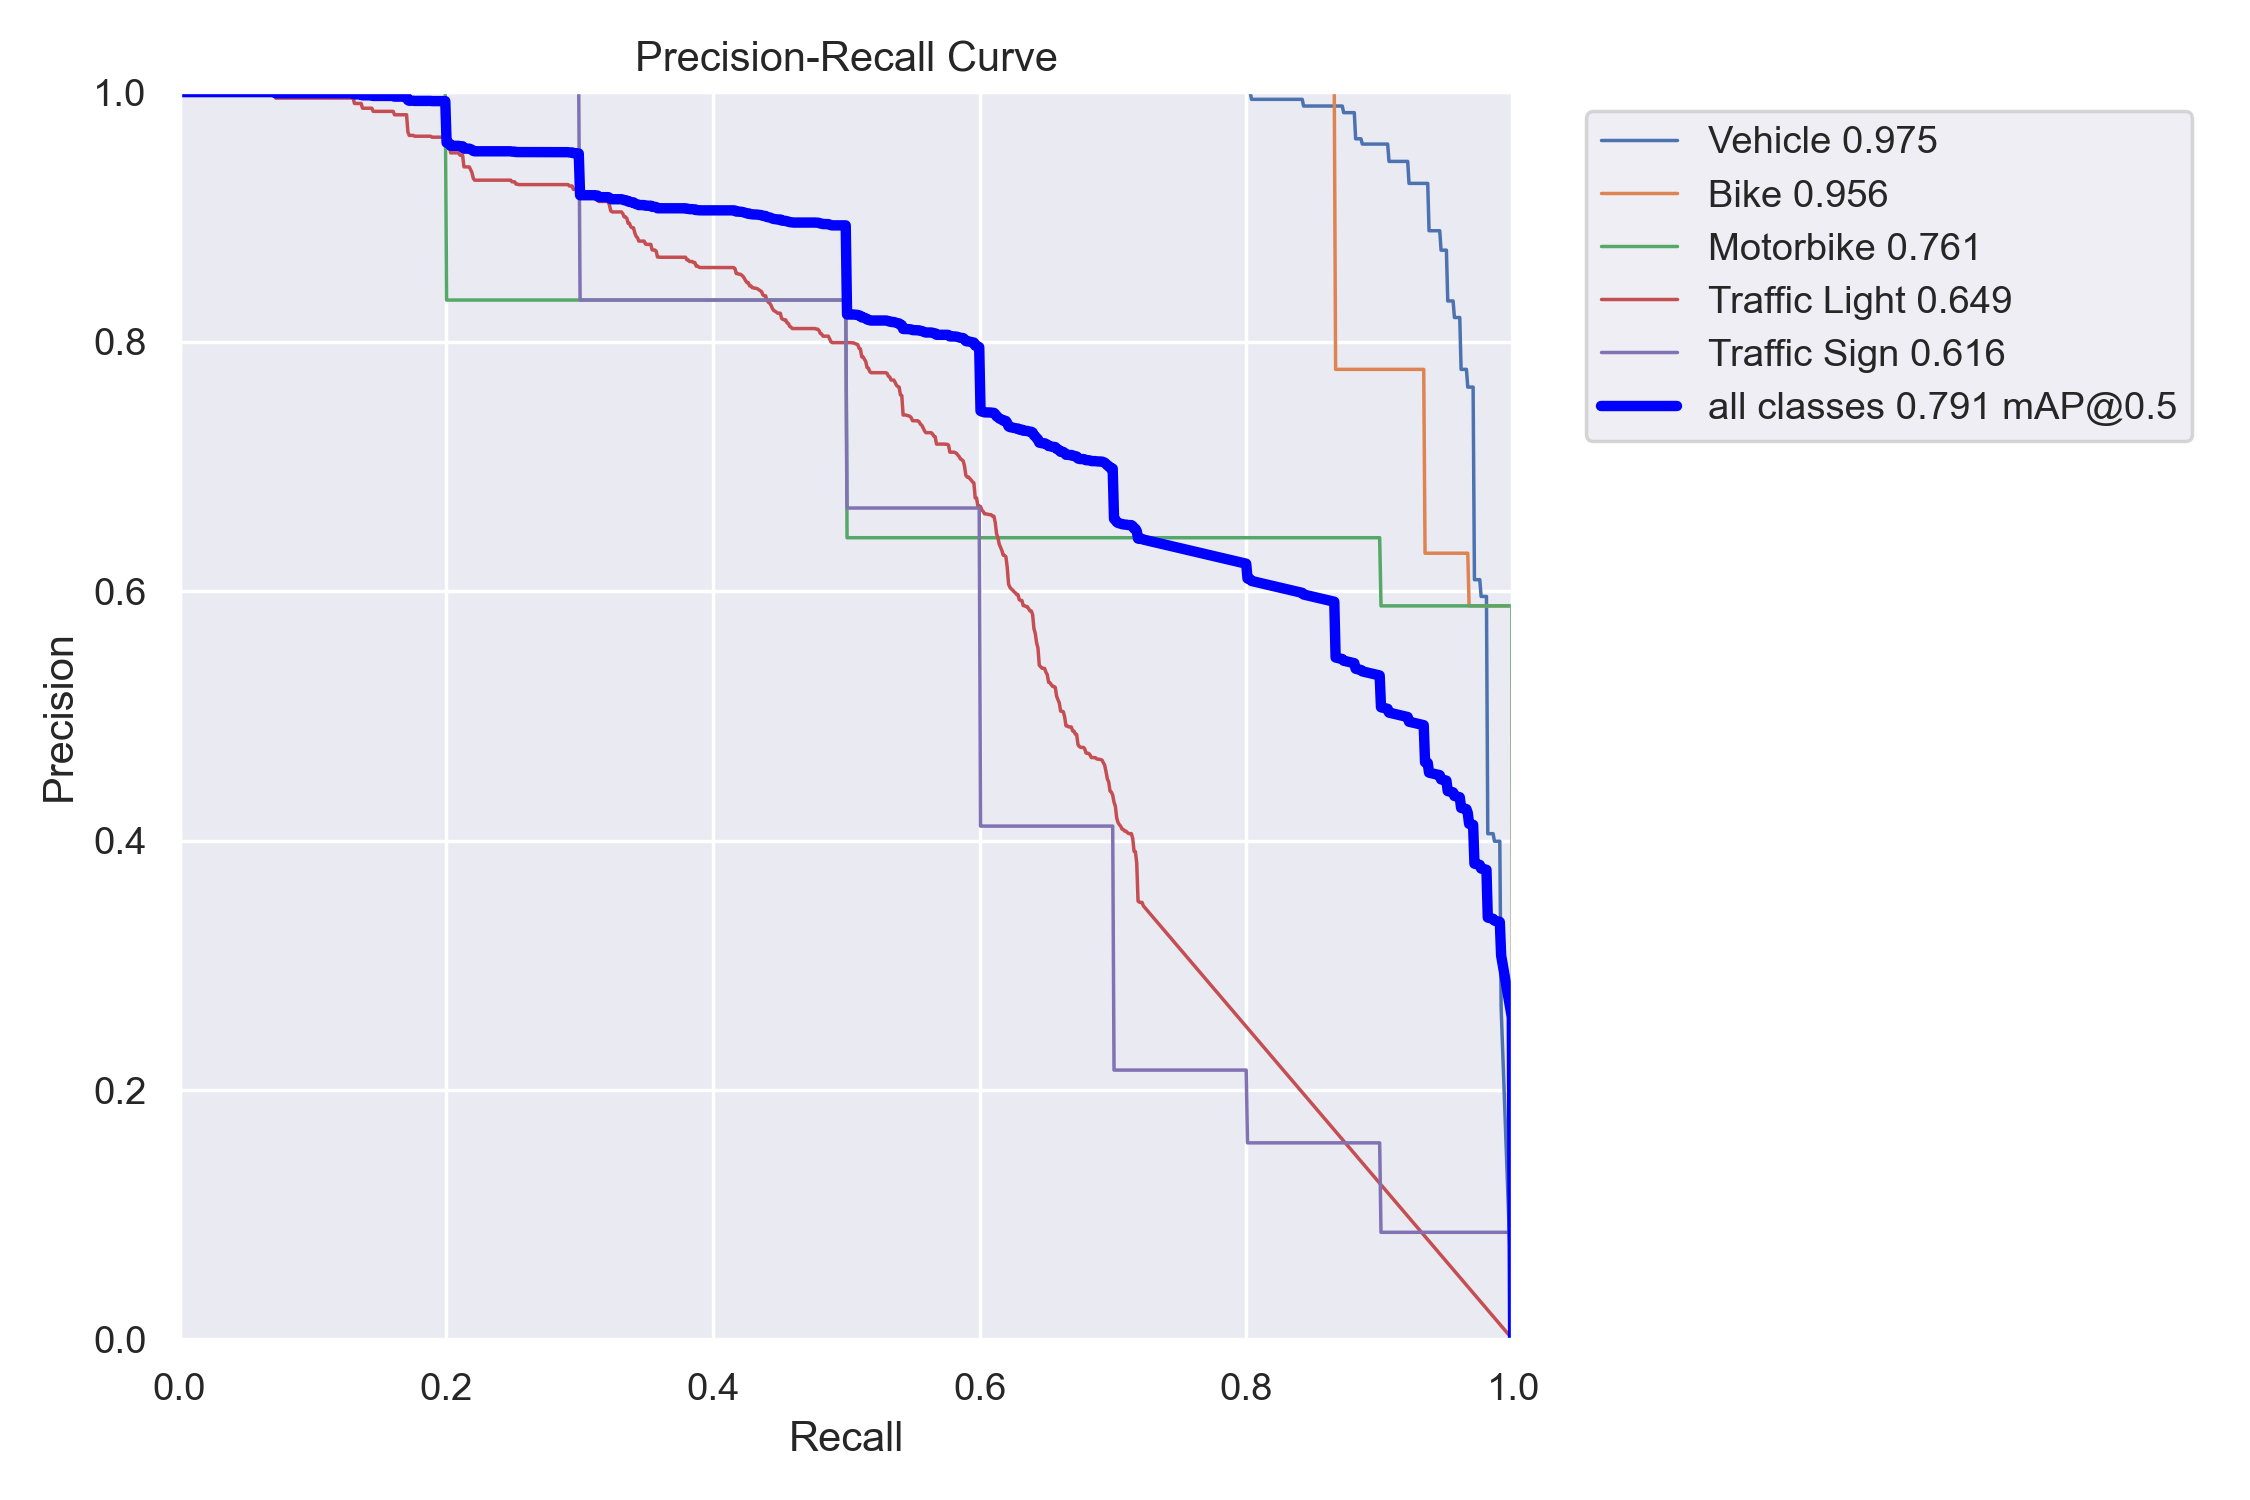 Precision-Recall Curve
1.0
0.8
0.6
0.4
0.2
0.0
Precision
0.0 0.2 0.4 0.6 0.8 1.0
Recall
Vehicle 0.975
Bike 0.956
Motorbike 0.761
Traffic Light 0.649
Traffic Sign 0.616
all classes 0.791 mAP@0.5